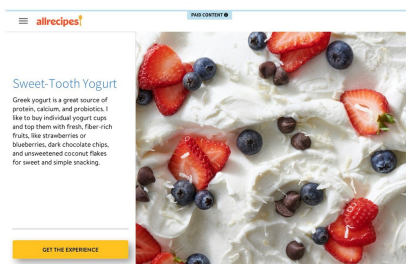 allrecipes
PAID CONTENT
Sweet-Tooth Yogurt
Greek yogurt is a great source of
protein, calcium, and probiotics. I
like to buy individual yogurt cups
and top them with fresh, fiber-rich
fruits, like strawberries or
blueberries, dark chocolate chips,
and unsweetened coconut flakes
for sweet and simple snacking.
GET THE EXPERIENCE